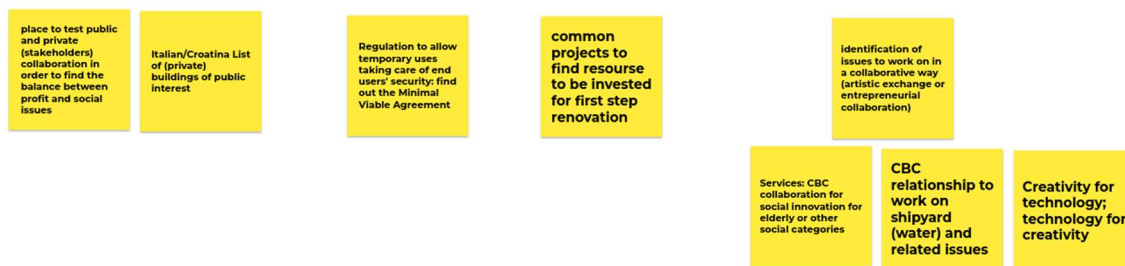 place to test public
and private
(stakeholders)
collaboration in
order to find the
balance between
profit and social
issues
Italian/Croatina List
of (private)
buildings of public
interest
Regulation to allow
temporary uses
taking care of end
users' security: find
out the Minimal
Viable Agreement
common
projects to
find resourse
to be invested
for first step
renovation
identification of
issues to work on in
a collaborative way
(artistic exchange or
entrepreneurial
collaboration)
Services: CBC
collaboration for
social innovation for
elderly or other
social categories
CBC
relationship to
work on
shipyard
(water) and
related issues
Creativity for
technology;
technology for
creativity